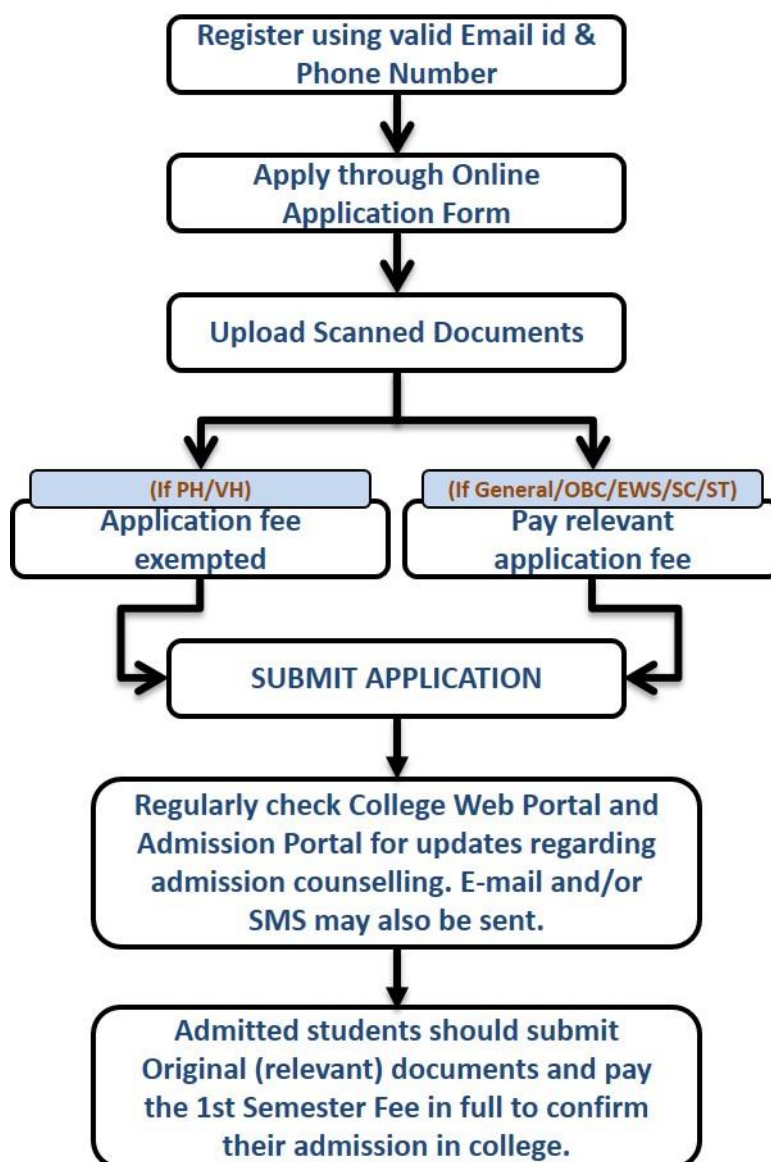 Register using valid Email id &
Phone Number
Apply through Online
Application Form
Upload Scanned Documents
(If PH/VH)
Application fee
exempted
(If General/OBC/EWS/SC/ST)
Pay relevant
application fee
SUBMIT APPLICATION
Regularly check College Web Portal and
Admission Portal for updates regarding
admission counselling. E-mail and/or
SMS may also be sent.
Admitted students should submit
Original (relevant) documents and pay
the 1st Semester Fee in full to confirm
their admission in college.